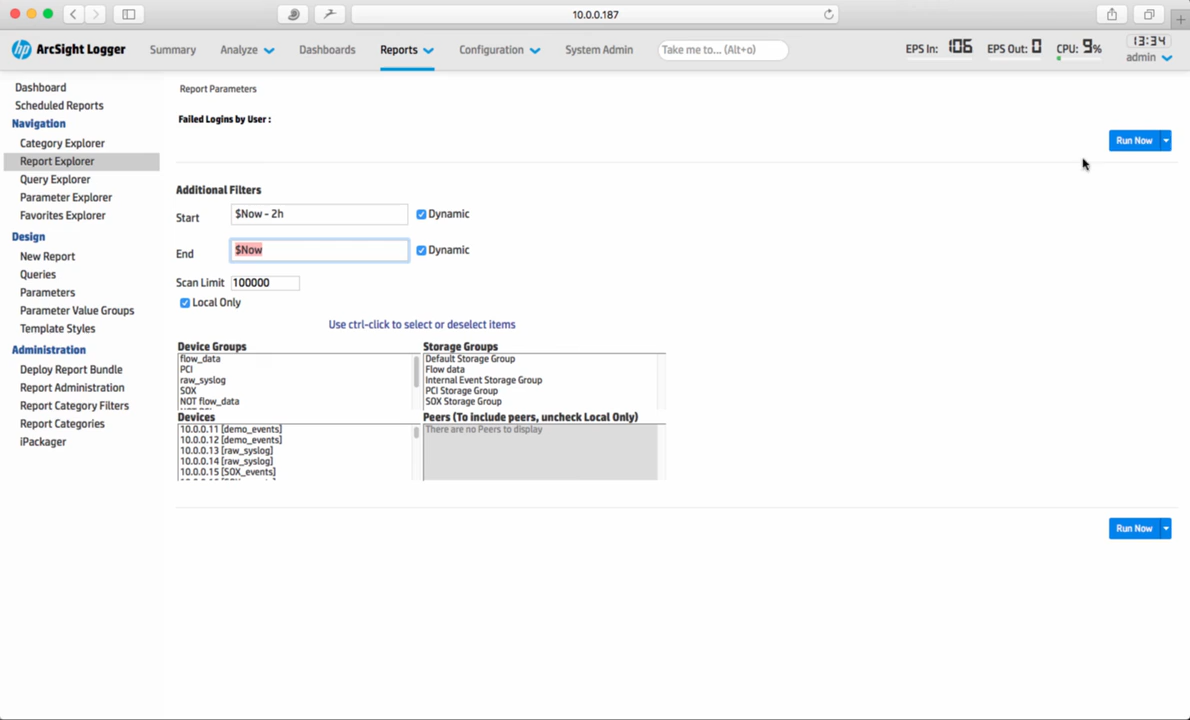 10.0.0.187
hp ArcSight Logger Summary Analyze Dashboards Reports Configuration System Admin Take me to... (Alt+o) EPS In: 106 EPS Out: 0 CPU: 9% 13:34
admin
Dashboard
Scheduled Reports
Navigation
Category Explorer
Report Explorer
Query Explorer
Parameter Explorer
Favorites Explorer
Design
New Report
Queries
Parameters
Parameter Value Groups
Template Styles
Administration
Deploy Report Bundle
Report Administration
Report Category Filters
Report Categories
iPackager
Report Parameters
Failed Logins by User :
Run Now
Additional Filters
Start $Now - 2h Dynamic
End $Now Dynamic
Scan Limit 100000
Local Only
Use ctrl-click to select or deselect items
Device Groups
flow_data
PCI
raw_syslog
SOX
NOT flow_data
Storage Groups
Default Storage Group
Flow data
Internal Event Storage Group
PCI Storage Group
SOX Storage Group
Devices
10.0.0.11 [demo_events]
10.0.0.12 [demo_events]
10.0.0.13 [raw_syslog]
10.0.0.14 [raw_syslog]
10.0.0.15 [SOX_events]
Peers (To include peers, uncheck Local Only)
There are no Peers to display
Run Now